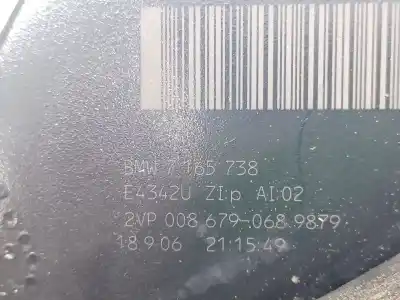 BMW 7 165 738
E4342U ZI:p AI:02
2VP 008 679-068 9879
18.9.06 21:15:49